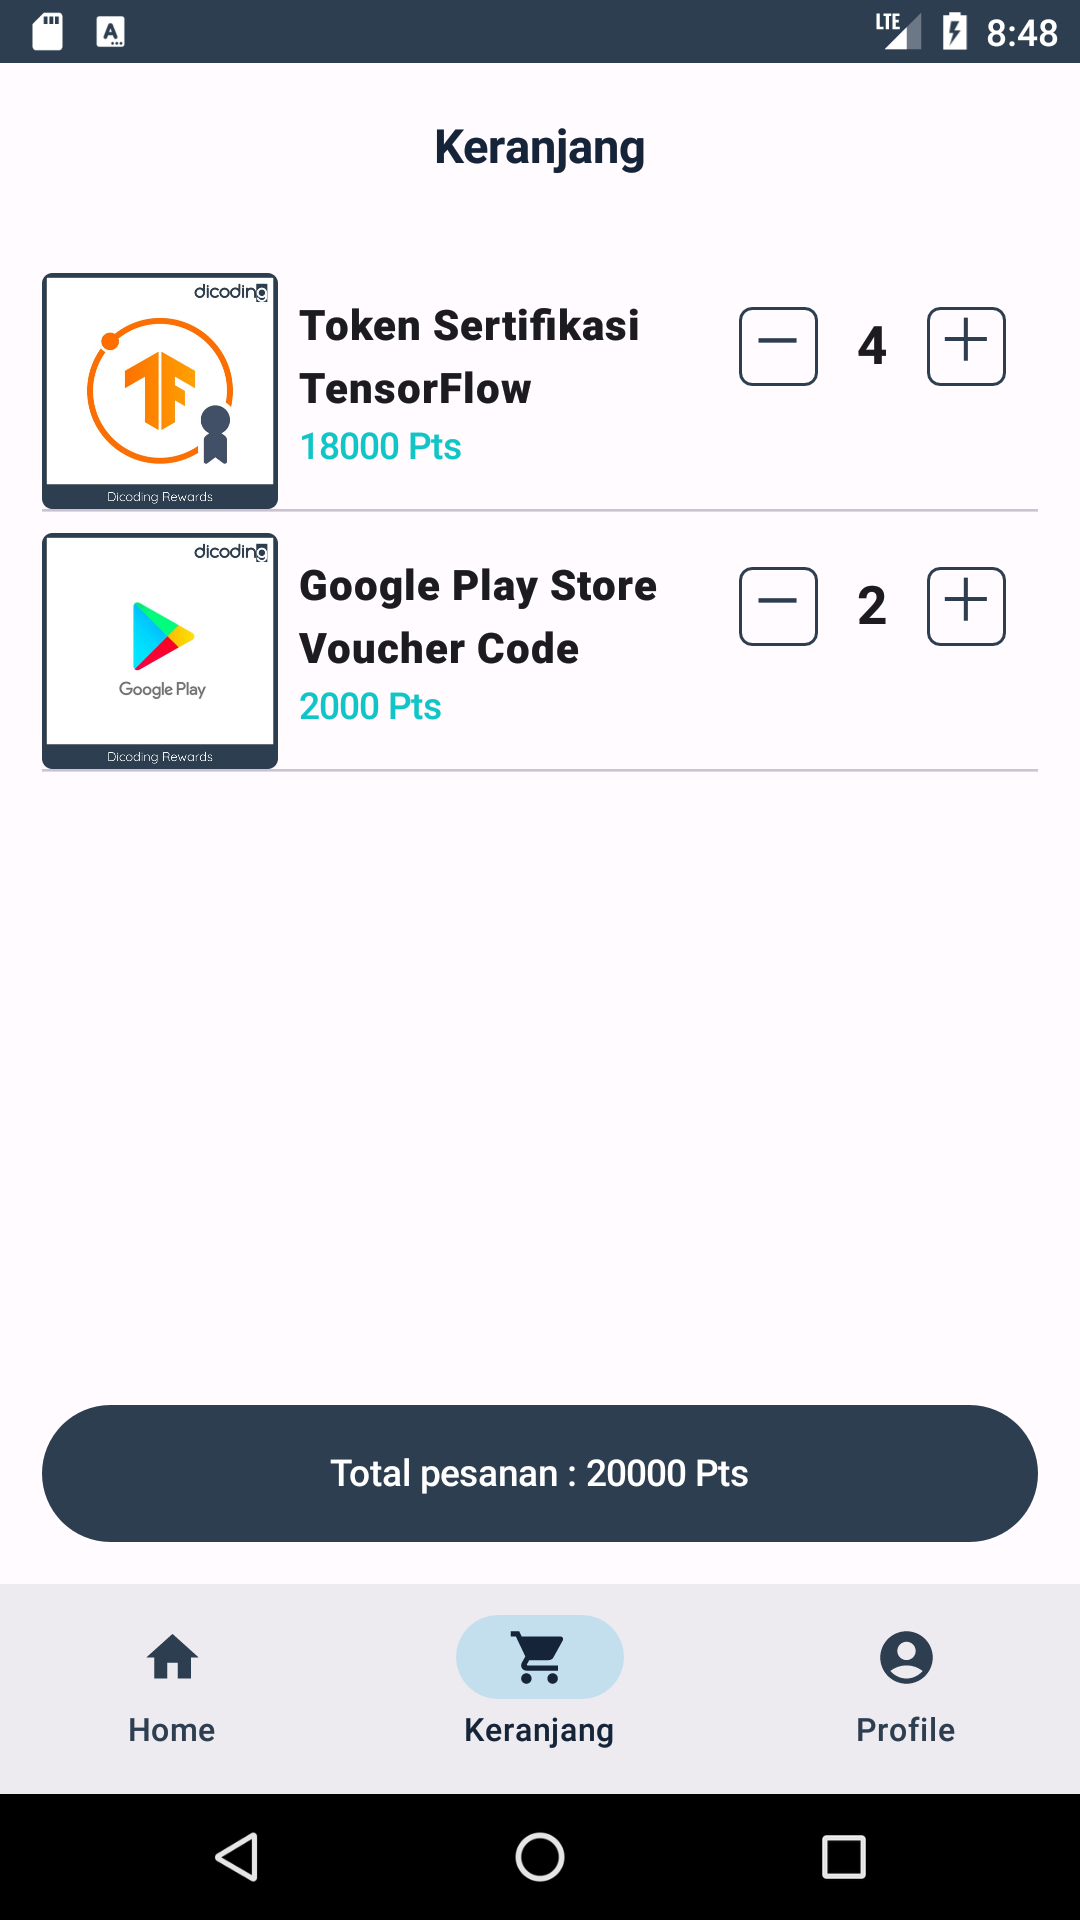 A
LTE
8:48
Keranjang
dicoding
Token Sertifikasi
TensorFlow
18000 Pts
4
Dicoding Rewards
dicoding
Google Play Store
Voucher Code
2000 Pts
2
Google Play
Dicoding Rewards
Total pesanan : 20000 Pts
Home
Keranjang
Profile